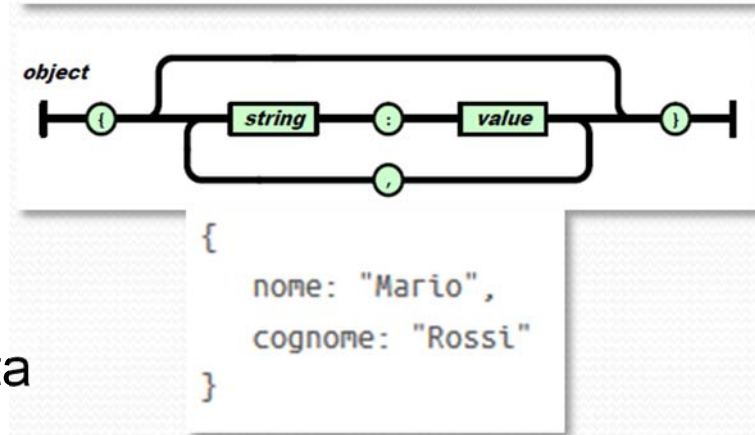 object
{ string : value }
,
{
nome: "Mario",
cognome: "Rossi"
}